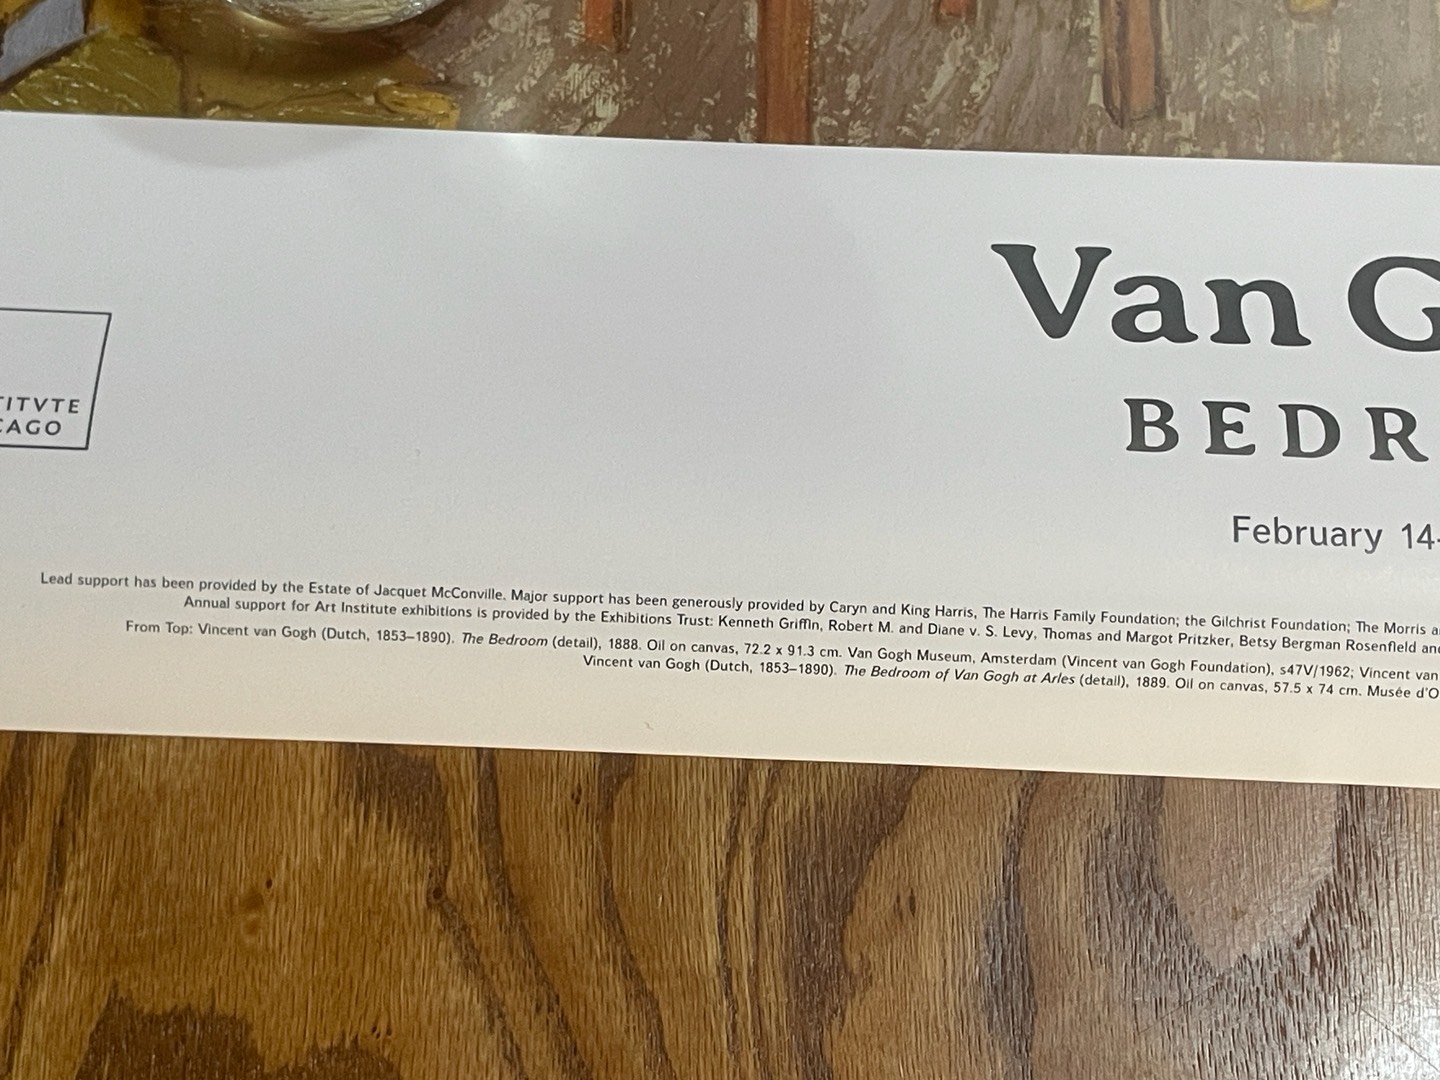 Van G
BEDR
February 14-
TITVTE
CAGO
Lead support has been provided by the Estate of Jacquet McConville. Major support has been generously provided by Caryn and King Harris, The Harris Family Foundation; the Gilchrist Foundation; The Morris a
Annual support for Art Institute exhibitions is provided by the Exhibitions Trust: Kenneth Griffin, Robert M. and Diane v. S. Levy, Thomas and Margot Pritzker, Betsy Bergman Rosenfield and
From Top: Vincent van Gogh (Dutch, 1853–1890). The Bedroom (detail), 1888. Oil on canvas, 72.2 x 91.3 cm. Van Gogh Museum, Amsterdam (Vincent van Gogh Foundation), s47V/1962; Vincent van
Vincent van Gogh (Dutch, 1853–1890). The Bedroom of Van Gogh at Arles (detail), 1889. Oil on canvas, 57.5 x 74 cm. Musée d'O